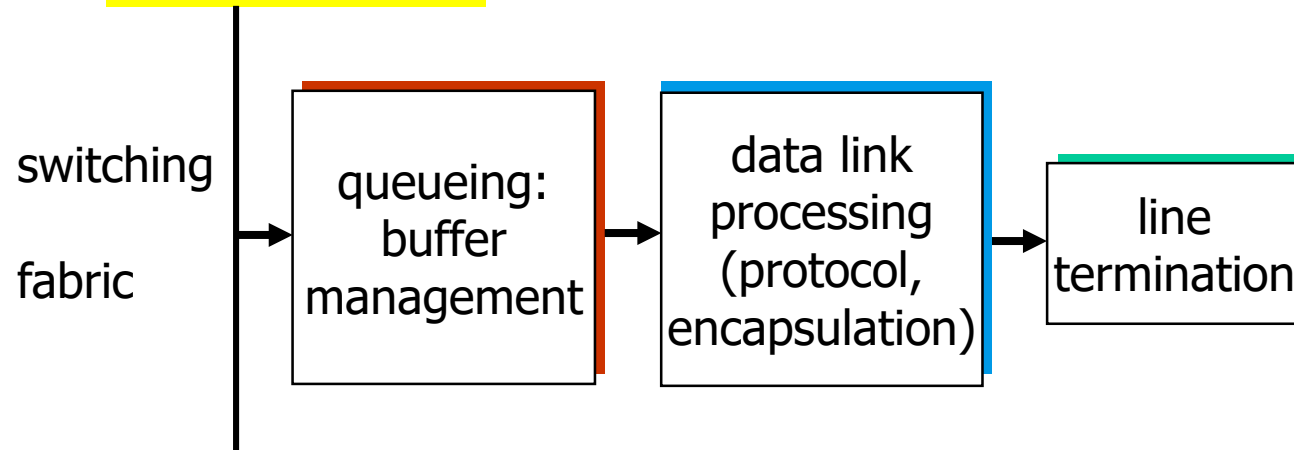 switching
fabric
queueing:
buffer
management
data link
processing
(protocol,
encapsulation)
line
termination